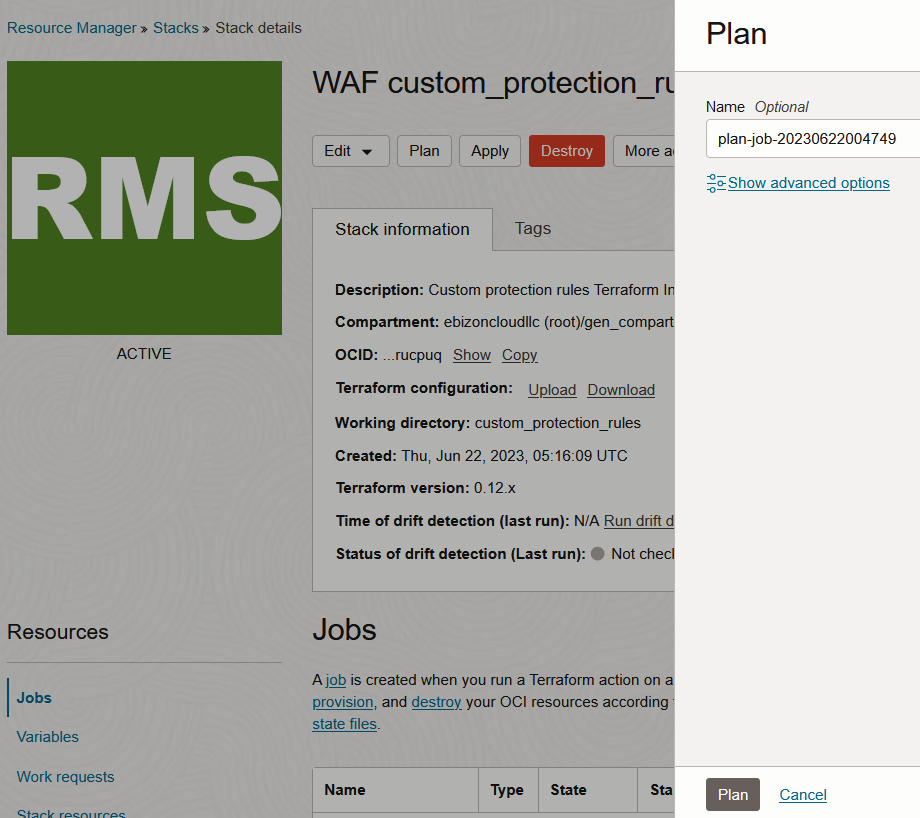 Resource Manager » Stacks » Stack details
RMS
ACTIVE
WAF custom_protection_ru
Edit Plan Apply Destroy More a
Stack information Tags
Description: Custom protection rules Terraform In
Compartment: ebizoncloudllc (root)/gen_compart
OCID: ...rucpuq Show Copy
Terraform configuration: Upload Download
Working directory: custom_protection_rules
Created: Thu, Jun 22, 2023, 05:16:09 UTC
Terraform version: 0.12.x
Time of drift detection (last run): N/A Run drift d
Status of drift detection (Last run): Not check
Resources
Jobs
Variables
Work requests
Stack resources
Jobs
A job is created when you run a Terraform action on a
provision, and destroy your OCI resources according
state files.
Name Type State Sta
Plan
Name Optional
plan-job-20230622004749
Show advanced options
Plan Cancel